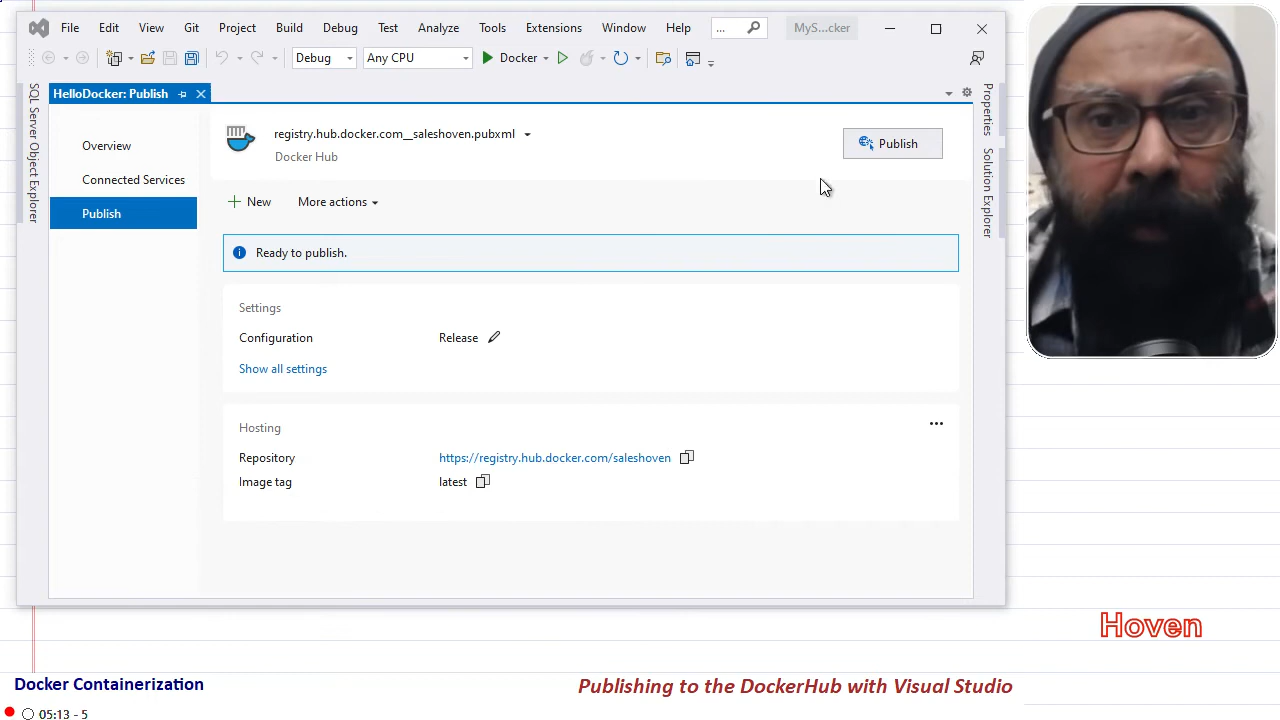 File Edit View Git Project Build Debug Test Analyze Tools Extensions Window Help ... MyS...cker
Debug Any CPU Docker
HelloDocker: Publish
SQL Server Object Explorer
Properties
Solution Explorer
Overview
Connected Services
Publish
registry.hub.docker.com__saleshoven.pubxml
Docker Hub
Publish
New More actions
Ready to publish.
Settings
Configuration Release
Show all settings
Hosting ...
Repository https://registry.hub.docker.com/saleshoven
Image tag latest
Hoven
Docker Containerization
Publishing to the DockerHub with Visual Studio
05:13 - 5